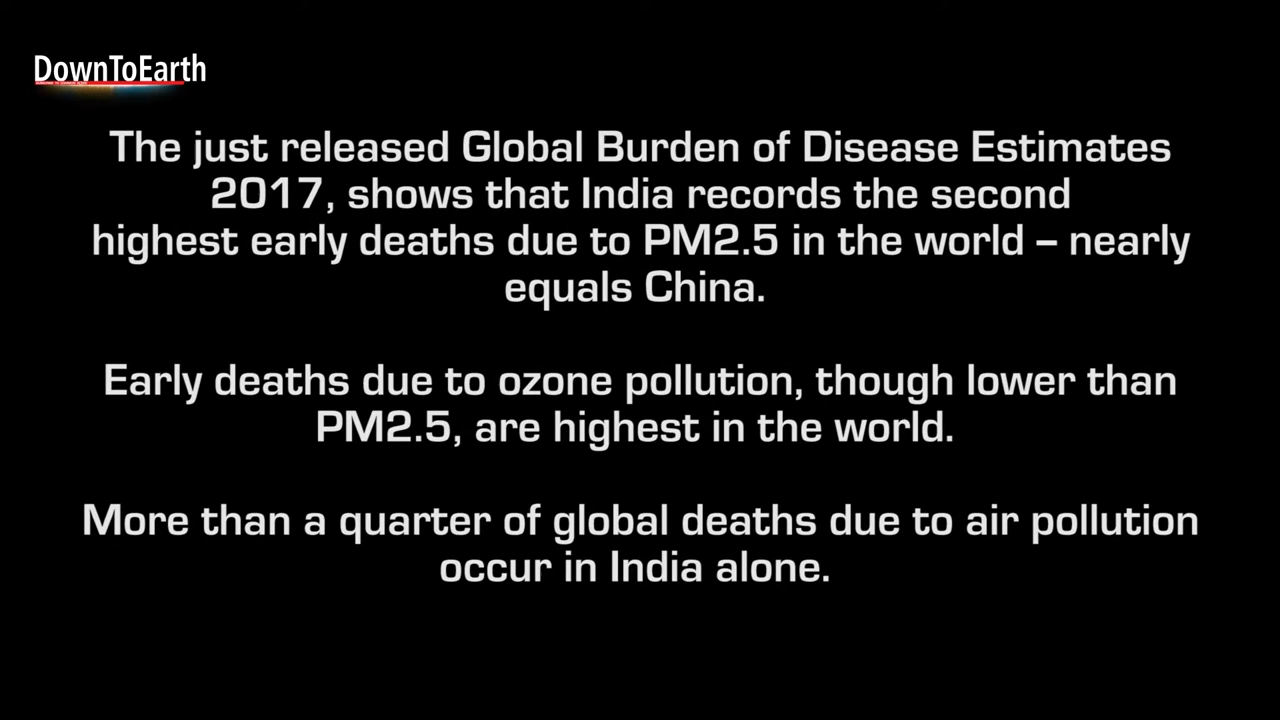 DownToEarth
The just released Global Burden of Disease Estimates
2017, shows that India records the second
highest early deaths due to PM2.5 in the world – nearly
equals China.
Early deaths due to ozone pollution, though lower than
PM2.5, are highest in the world.
More than a quarter of global deaths due to air pollution
occur in India alone.